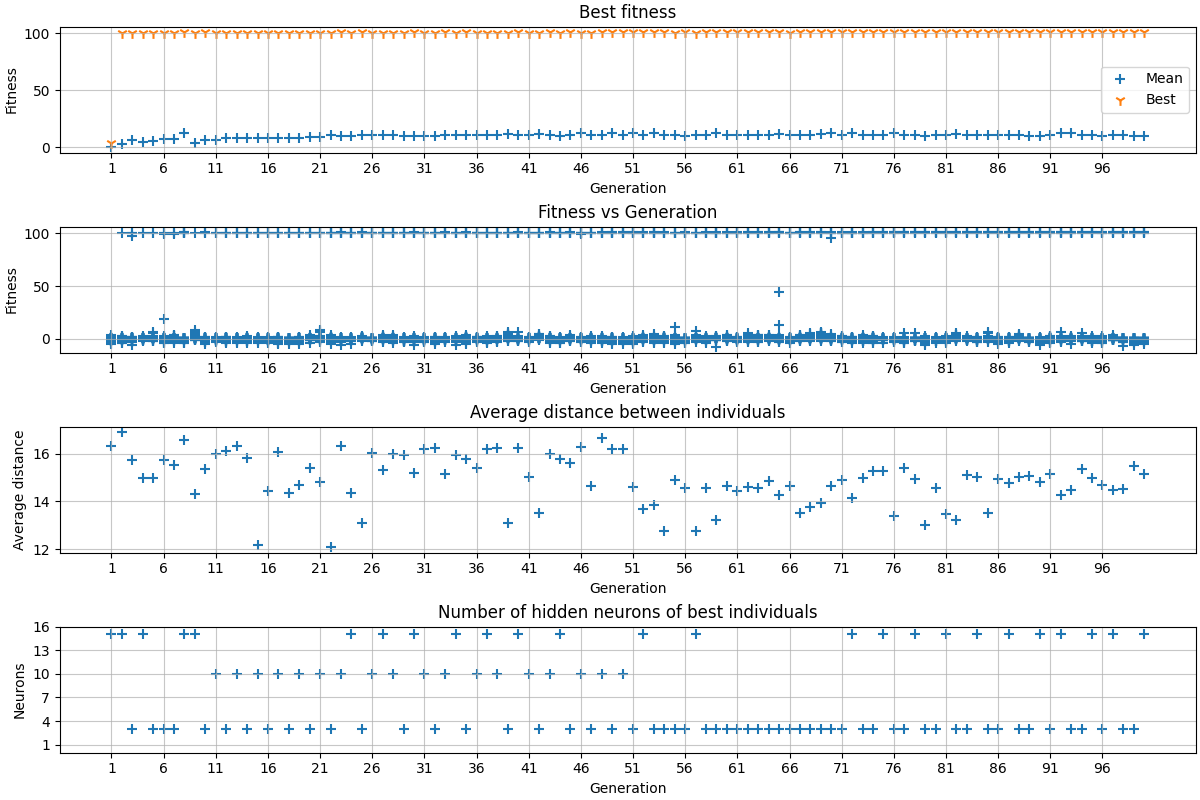 Best fitness
100
50
0
Fitness
Mean
Best
1 6 11 16 21 26 31 36 41 46 51 56 61 66 71 76 81 86 91 96
Generation
Fitness vs Generation
100
50
0
Fitness
1 6 11 16 21 26 31 36 41 46 51 56 61 66 71 76 81 86 91 96
Generation
Average distance between individuals
16
14
12
Average distance
1 6 11 16 21 26 31 36 41 46 51 56 61 66 71 76 81 86 91 96
Generation
Number of hidden neurons of best individuals
16
13
10
7
4
1
Neurons
1 6 11 16 21 26 31 36 41 46 51 56 61 66 71 76 81 86 91 96
Generation